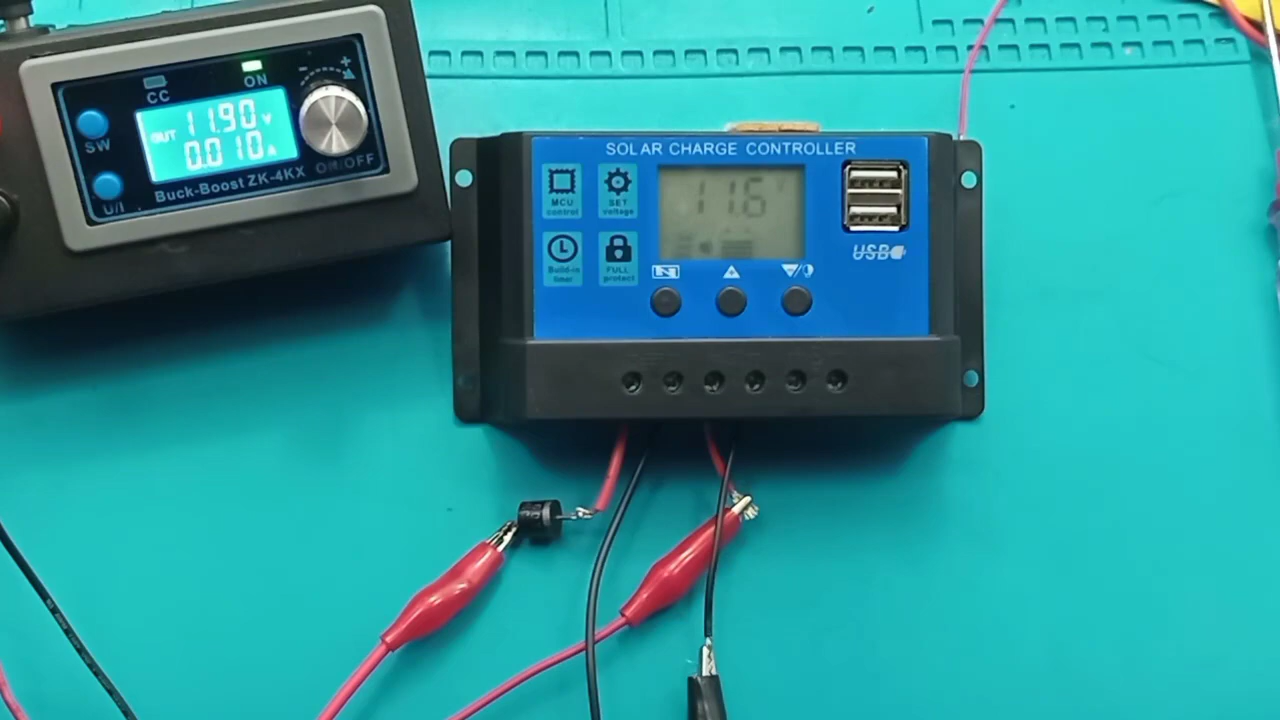 CC
ON
- +
SW
OUT 11.90 V
0.010 A
ON/OFF
U/I
Buck-Boost ZK-4KX
SOLAR CHARGE CONTROLLER
MCU
control
SET
voltage
11.6
Build-in
timer
FULL
protect
USB